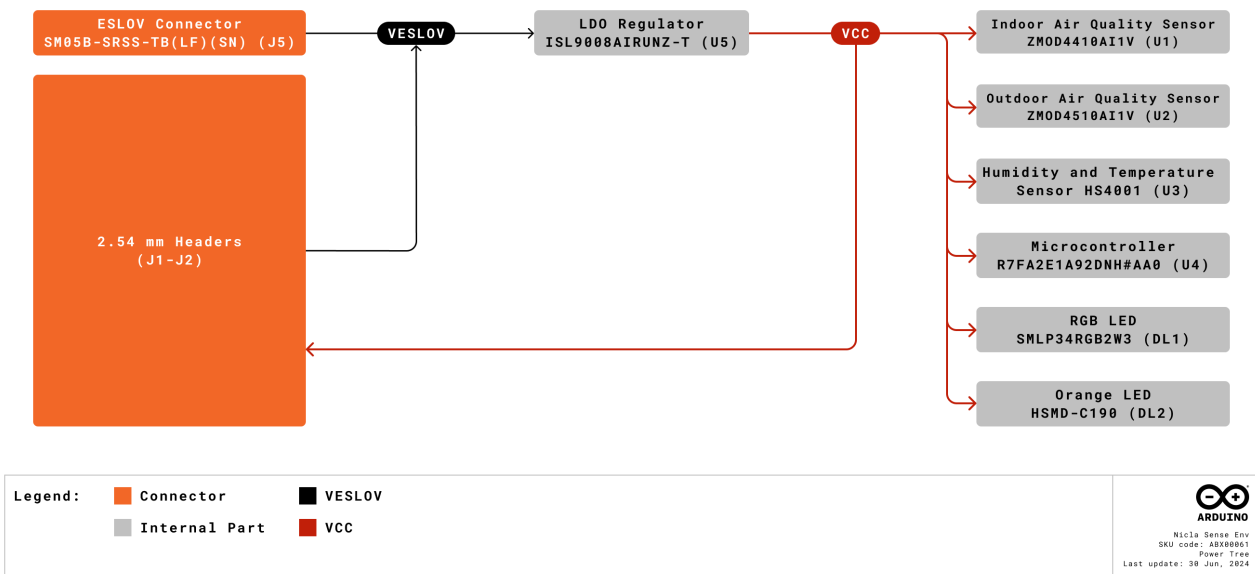 ESLOV Connector
SM05B-SRSS-TB(LF)(SN) (J5)
VESLOV
LDO Regulator
ISL9008AIRUNZ-T (U5)
VCC
Indoor Air Quality Sensor
ZMOD4410AI1V (U1)
Outdoor Air Quality Sensor
ZMOD4510AI1V (U2)
Humidity and Temperature
Sensor HS4001 (U3)
2.54 mm Headers
(J1-J2)
Microcontroller
R7FA2E1A92DNH#AA0 (U4)
RGB LED
SMLP34RGB2W3 (DL1)
Orange LED
HSMD-C190 (DL2)
Legend:
Connector
VESLOV
Internal Part
VCC
ARDUINO
Nicla Sense Env
SKU code: ABX00061
Power Tree
Last update: 30 Jun, 2024